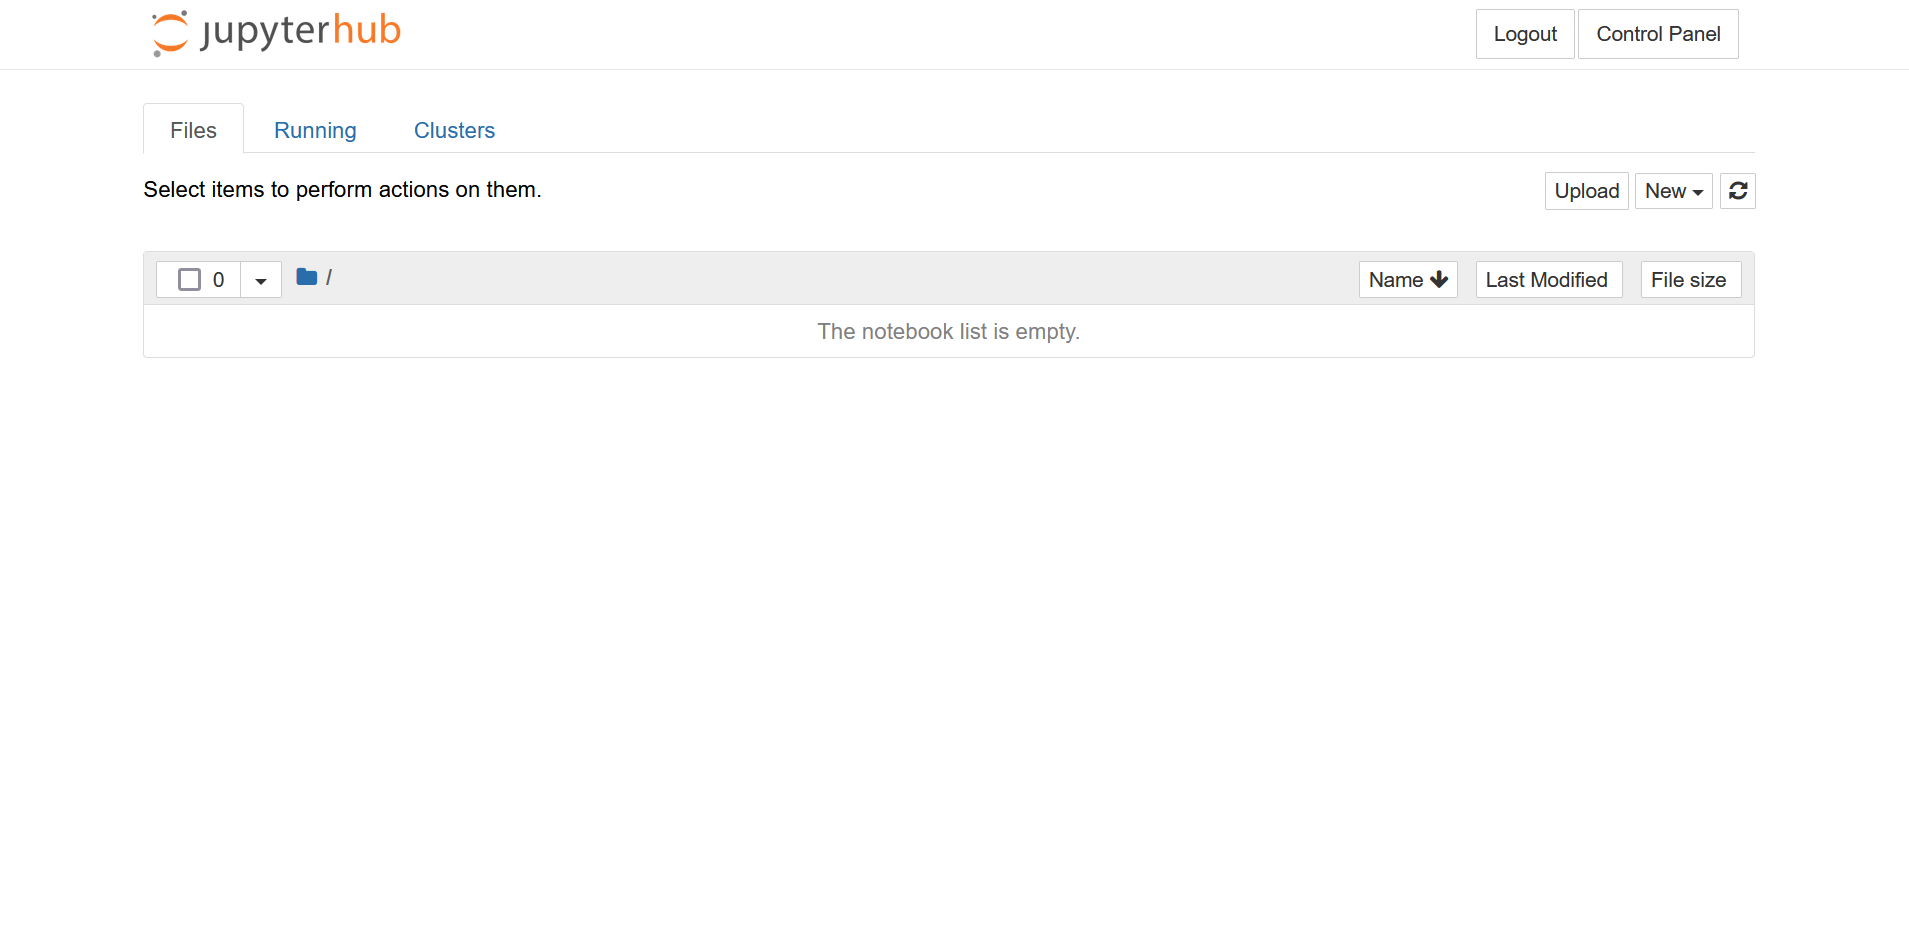 jupyterhub
Logout Control Panel
Files Running Clusters
Select items to perform actions on them.
Upload New
0 / Name Last Modified File size
The notebook list is empty.